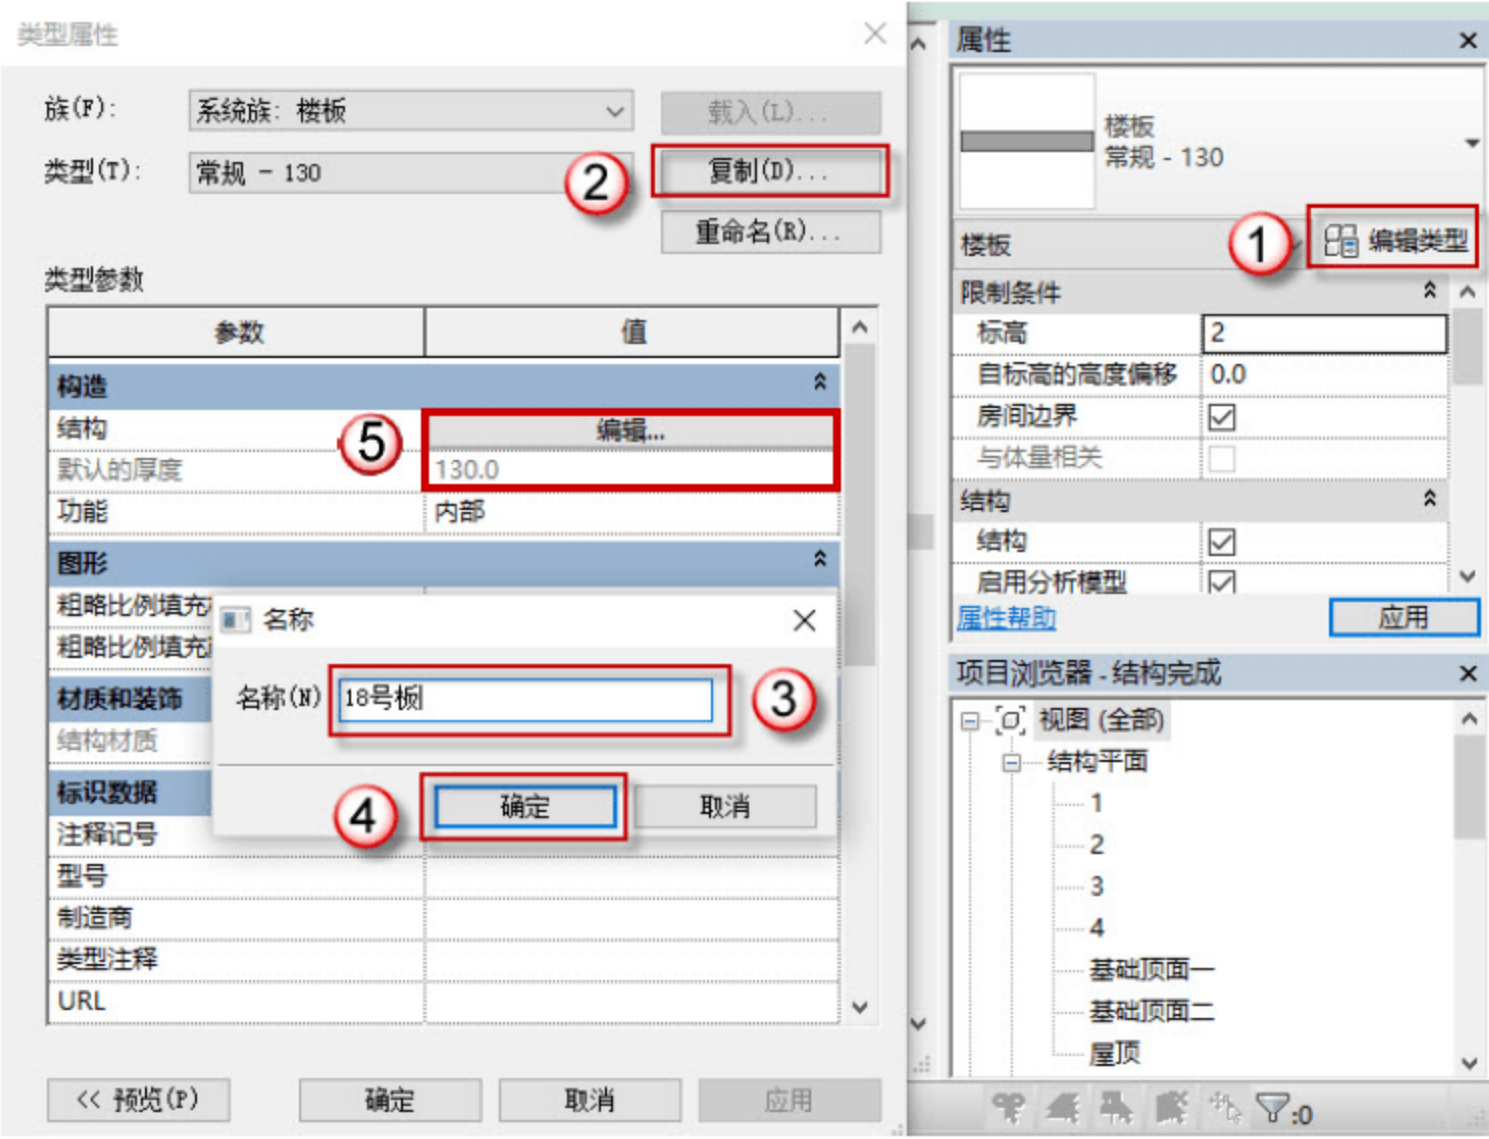 类型属性
族(F):
系统族: 楼板
载入(L)...
类型(T):
常规 - 130
2
复制(D)...
重命名(R)...
类型参数
参数
值
构造
结构
5
编辑...
默认的厚度
130.0
功能
内部
图形
粗略比例填充
粗略比例填充
材质和装饰
结构材质
标识数据
注释记号
型号
制造商
类型注释
URL
名称
名称(N)
18号板
3
4
确定
取消
<< 预览(P)
确定
取消
应用
属性
楼板
常规 - 130
楼板
1
编辑类型
限制条件
标高
2
自标高的高度偏移
0.0
房间边界
与体量相关
结构
结构
启用分析模型
属性帮助
应用
项目浏览器 - 结构完成
视图 (全部)
结构平面
1
2
3
4
基础顶面一
基础顶面二
屋顶
:0